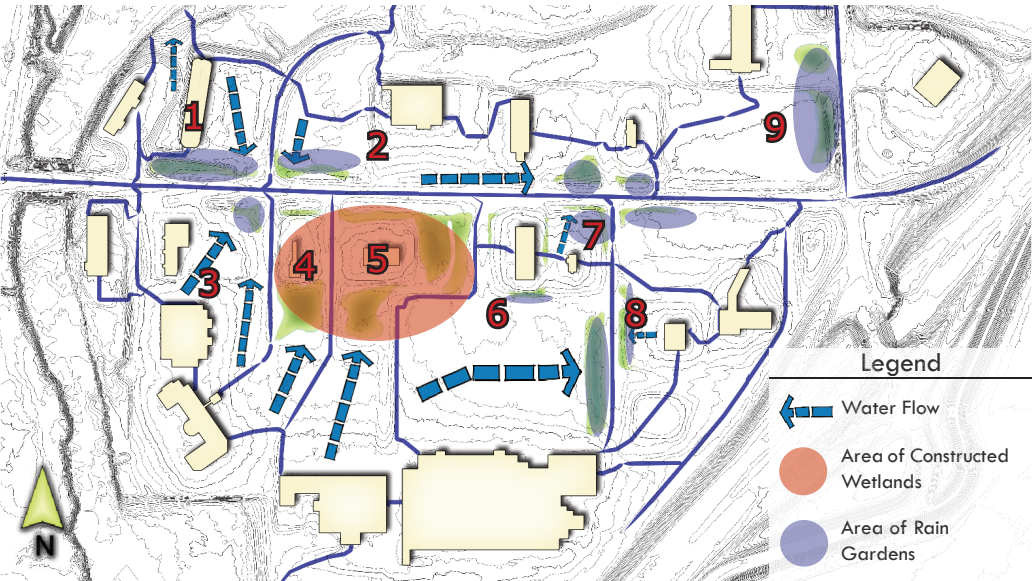 1
2
9
3
4
5
6
7
8
Legend
Water Flow
Area of Constructed
Wetlands
Area of Rain
Gardens
N